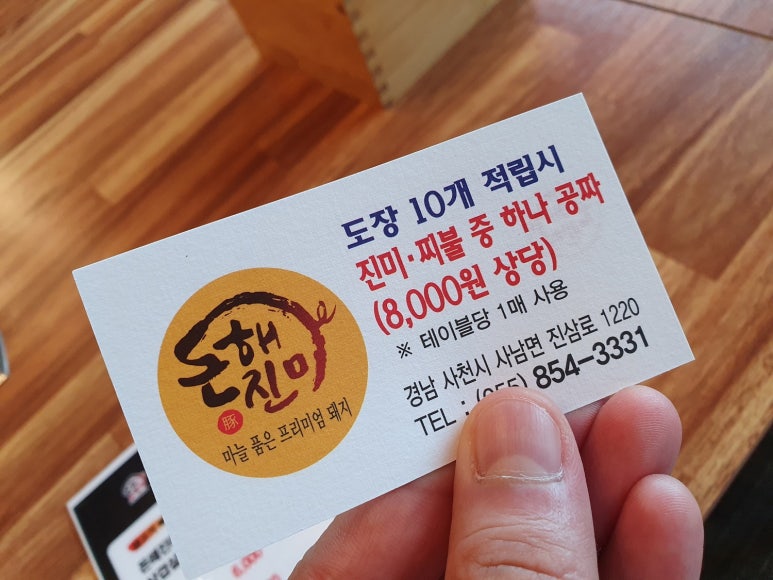 도장 10개 적립시
진미·찌불 중 하나 공짜
(8,000원 상당)
※ 테이블당 1매 사용
경남 사천시 사남면 진삼로 1220
TEL : (055) 854-3331
돈해
진미
豚
마늘 품은 프리미엄 돼지
6,000